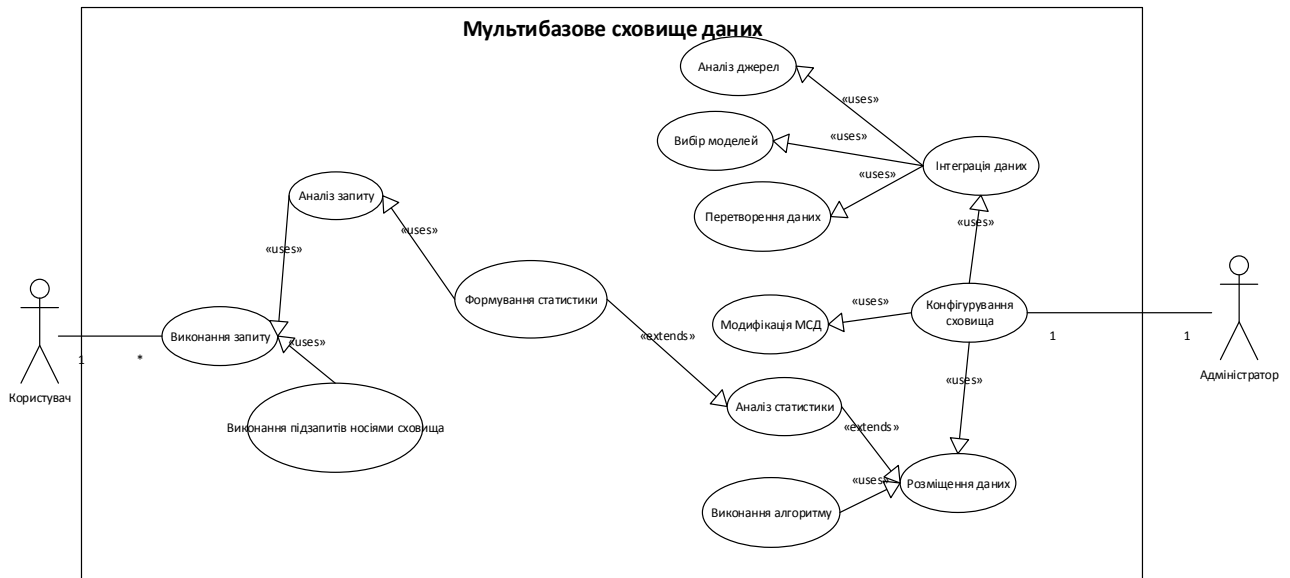 Мультибазове сховище даних
Аналіз джерел
«uses»
Вибір моделей
«uses»
Інтеграція даних
«uses»
Аналіз запиту
Перетворення даних
«uses»
«uses»
«uses»
Формування статистики
Конфігурування
сховища
«uses»
Модифікація МСД
Виконання запиту
«uses»
«extends»
1
*
1
1
Користувач
Адміністратор
«uses»
Аналіз статистики
Виконання підзапитів носіями сховища
«extends»
«uses»
Розміщення даних
Виконання алгоритму